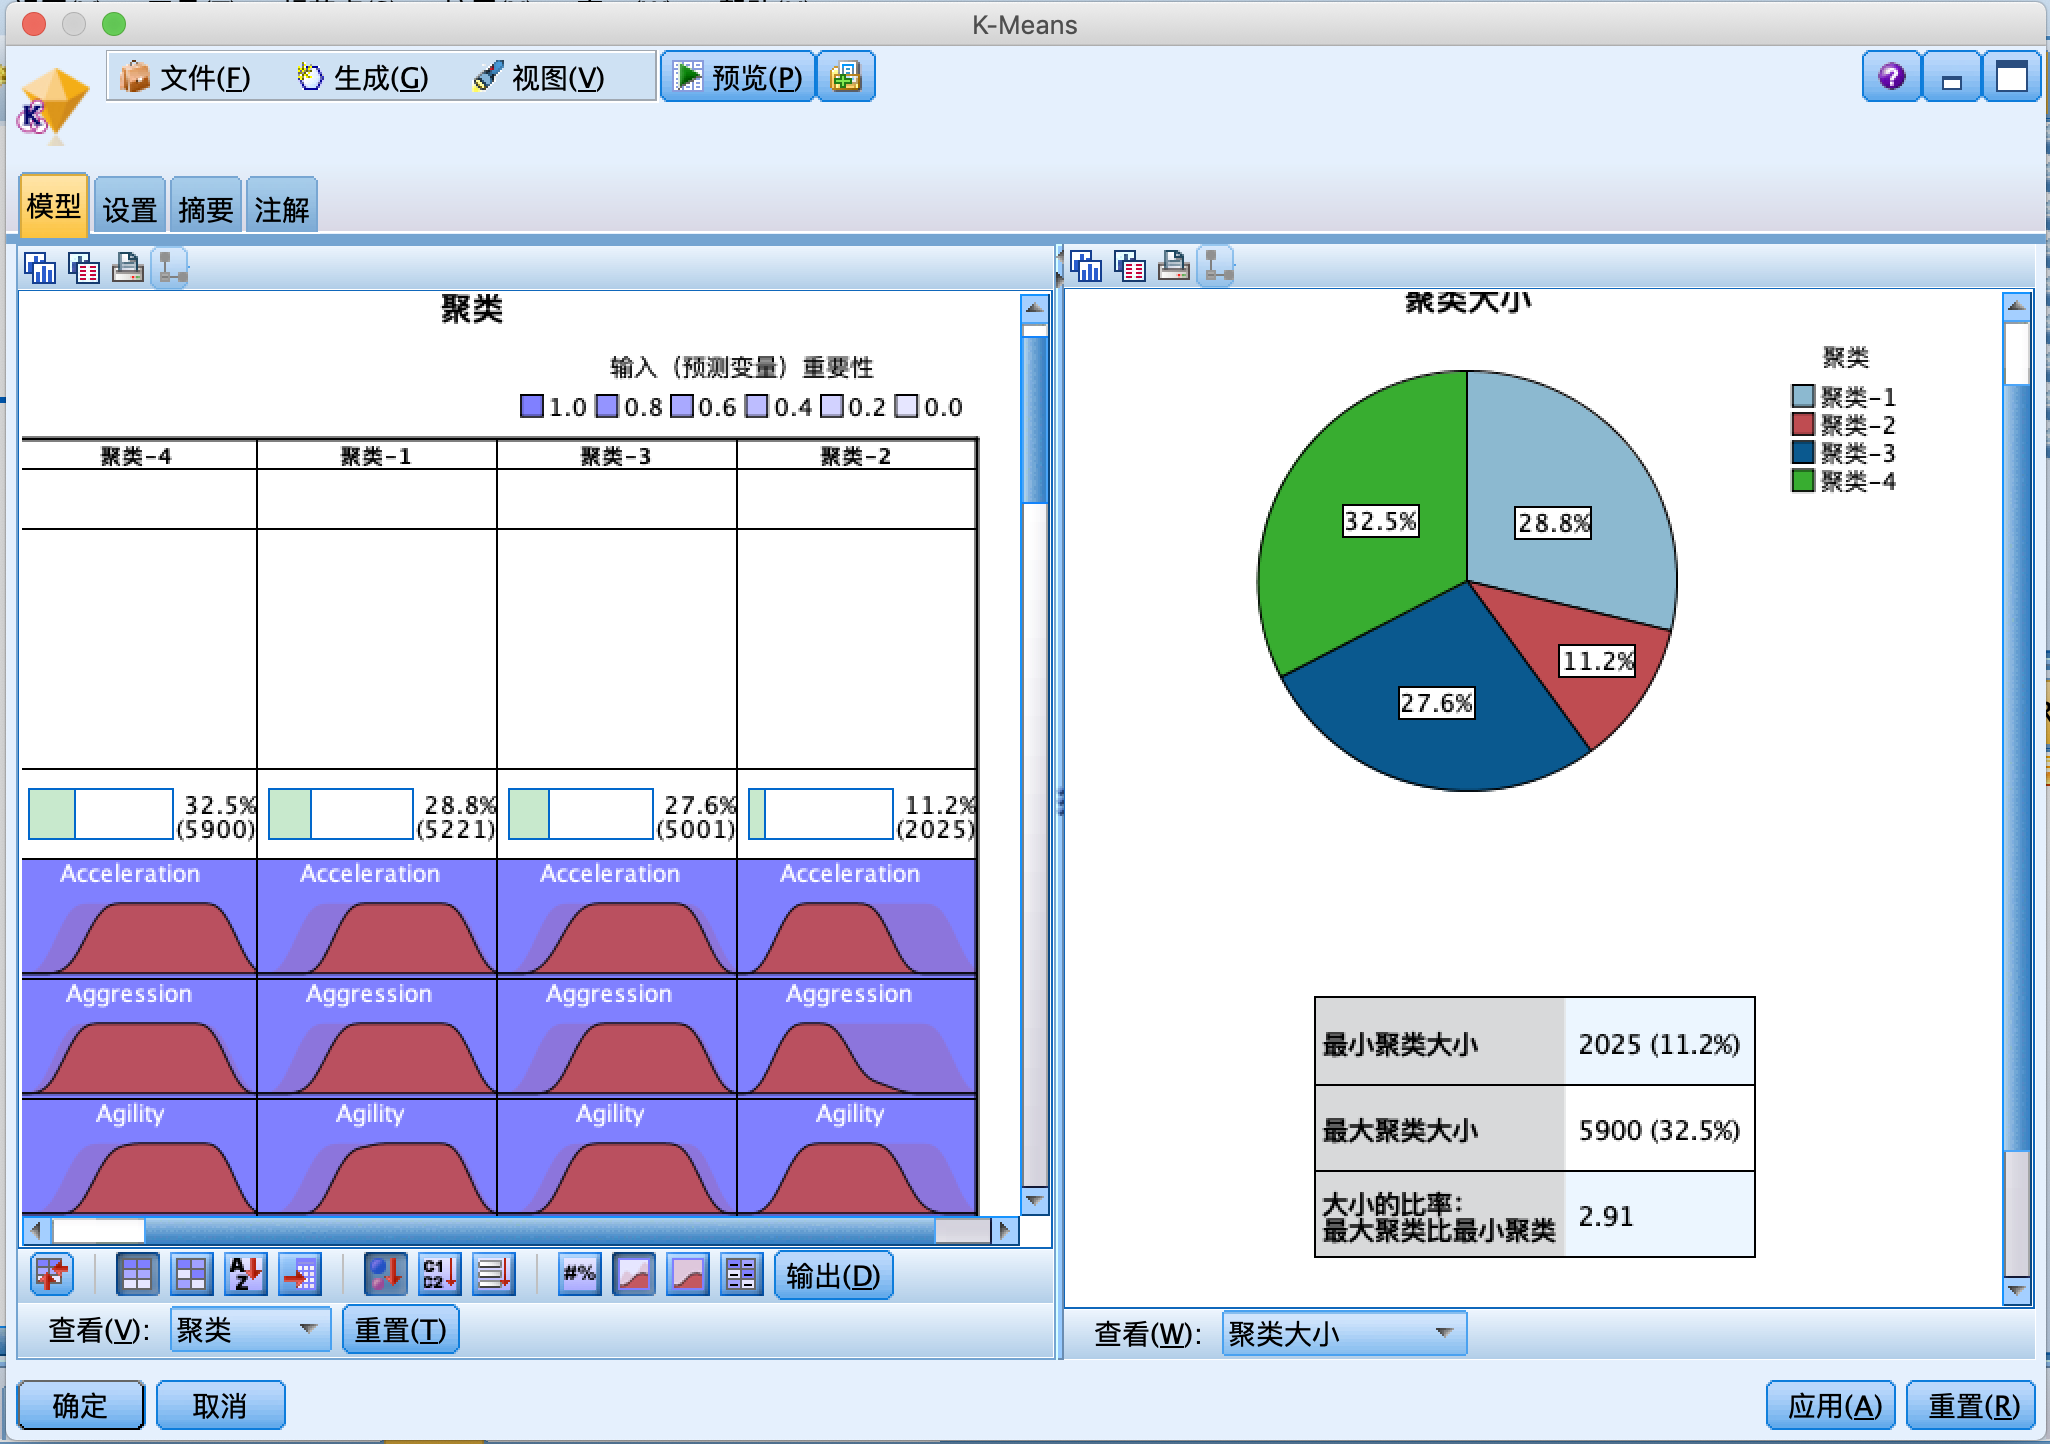 K-Means
文件(F) 生成(G) 视图(V) 预览(P)
模型 设置 摘要 注解
聚类
输入（预测变量）重要性
1.0 0.8 0.6 0.4 0.2 0.0
聚类-4 聚类-1 聚类-3 聚类-2
32.5% 28.8% 27.6% 11.2%
(5900) (5221) (5001) (2025)
Acceleration Acceleration Acceleration Acceleration
Aggression Aggression Aggression Aggression
Agility Agility Agility Agility
A Z C1 C2 #% 输出(D)
查看(V): 聚类 重置(T)
聚类大小
聚类
聚类-1
聚类-2
聚类-3
聚类-4
32.5% 28.8%
11.2%
27.6%
最小聚类大小 2025 (11.2%)
最大聚类大小 5900 (32.5%)
大小的比率:
最大聚类比最小聚类 2.91
查看(W): 聚类大小
确定 取消 应用(A) 重置(R)